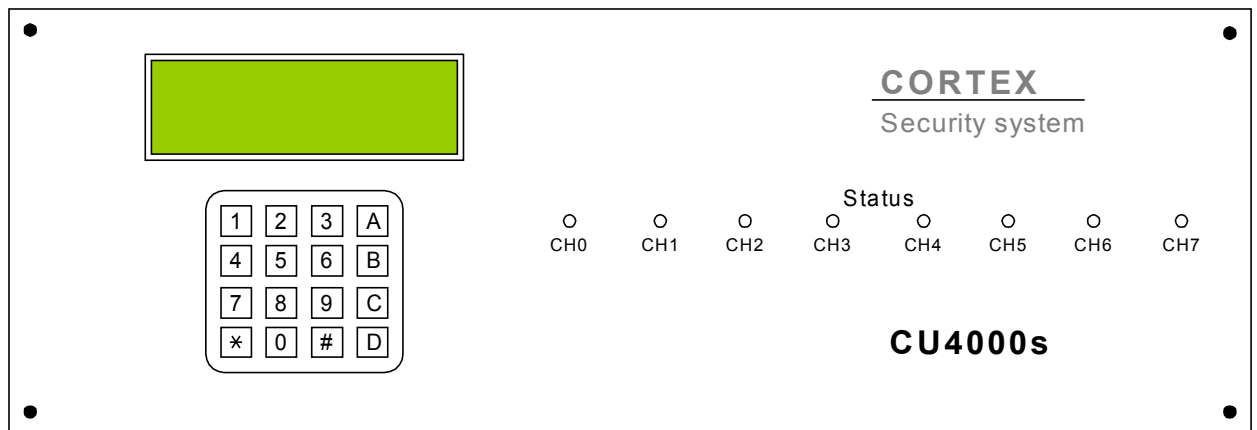 CORTEX
Security system
1 2 3 A
4 5 6 B
7 8 9 C
* 0 # D
Status
CH0 CH1 CH2 CH3 CH4 CH5 CH6 CH7
CU4000s